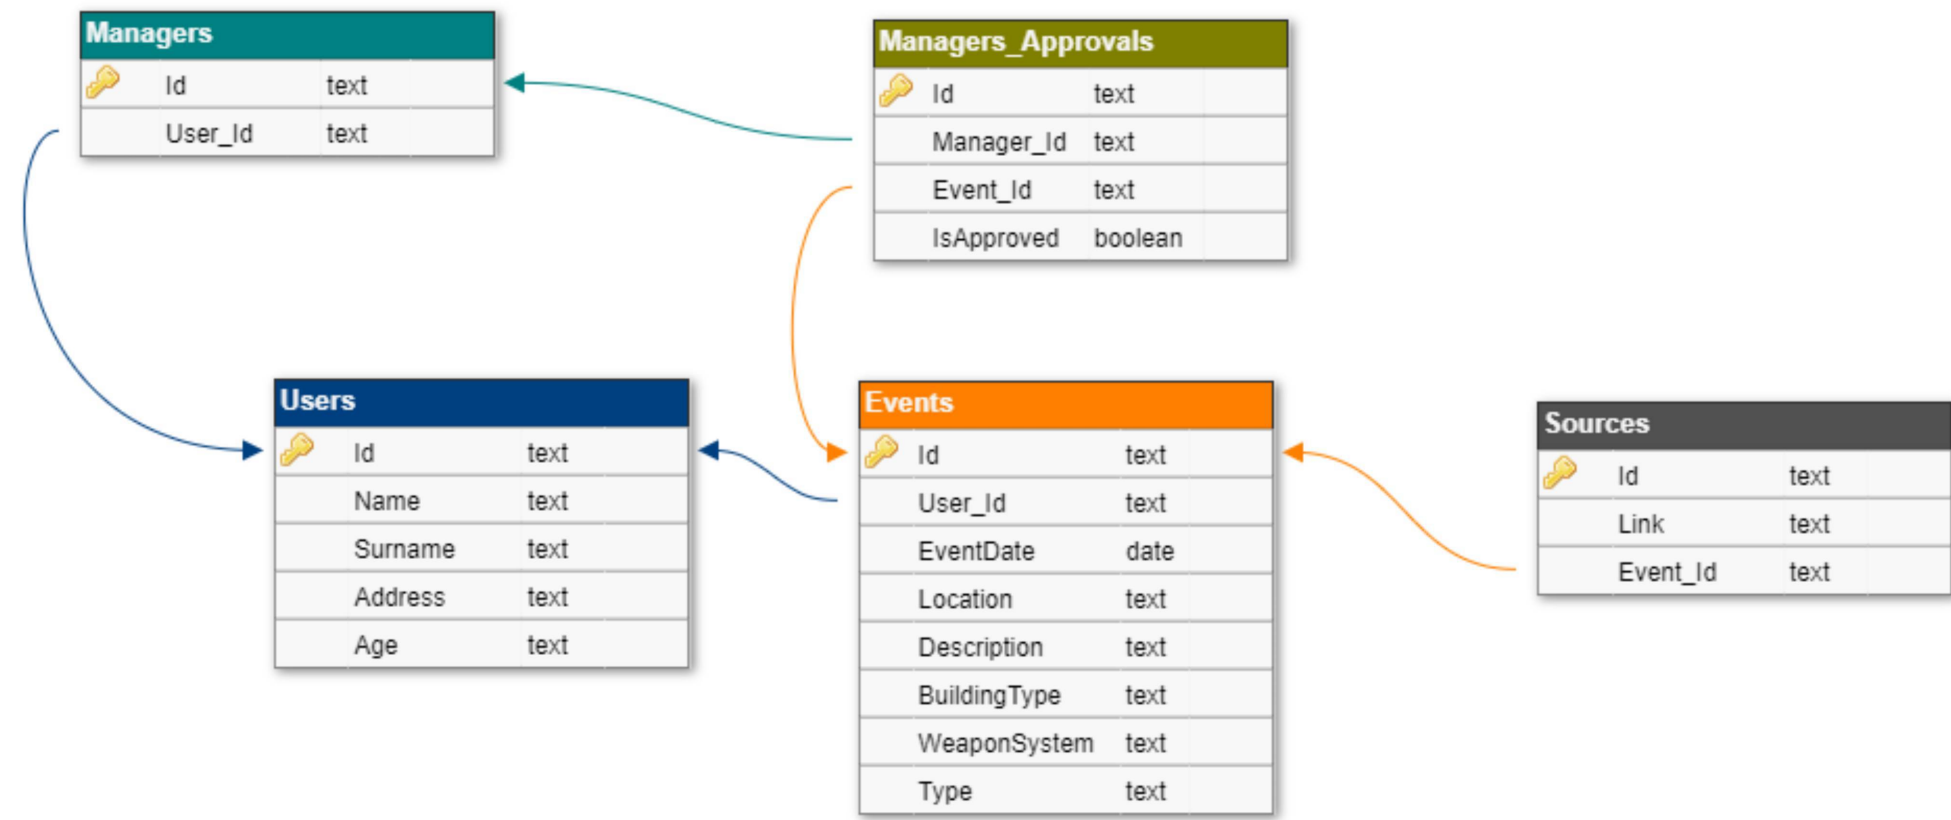 Managers
Id text
User_Id text
Managers_Approvals
Id text
Manager_Id text
Event_Id text
IsApproved boolean
Users
Id text
Name text
Surname text
Address text
Age text
Events
Id text
User_Id text
EventDate date
Location text
Description text
BuildingType text
WeaponSystem text
Type text
Sources
Id text
Link text
Event_Id text